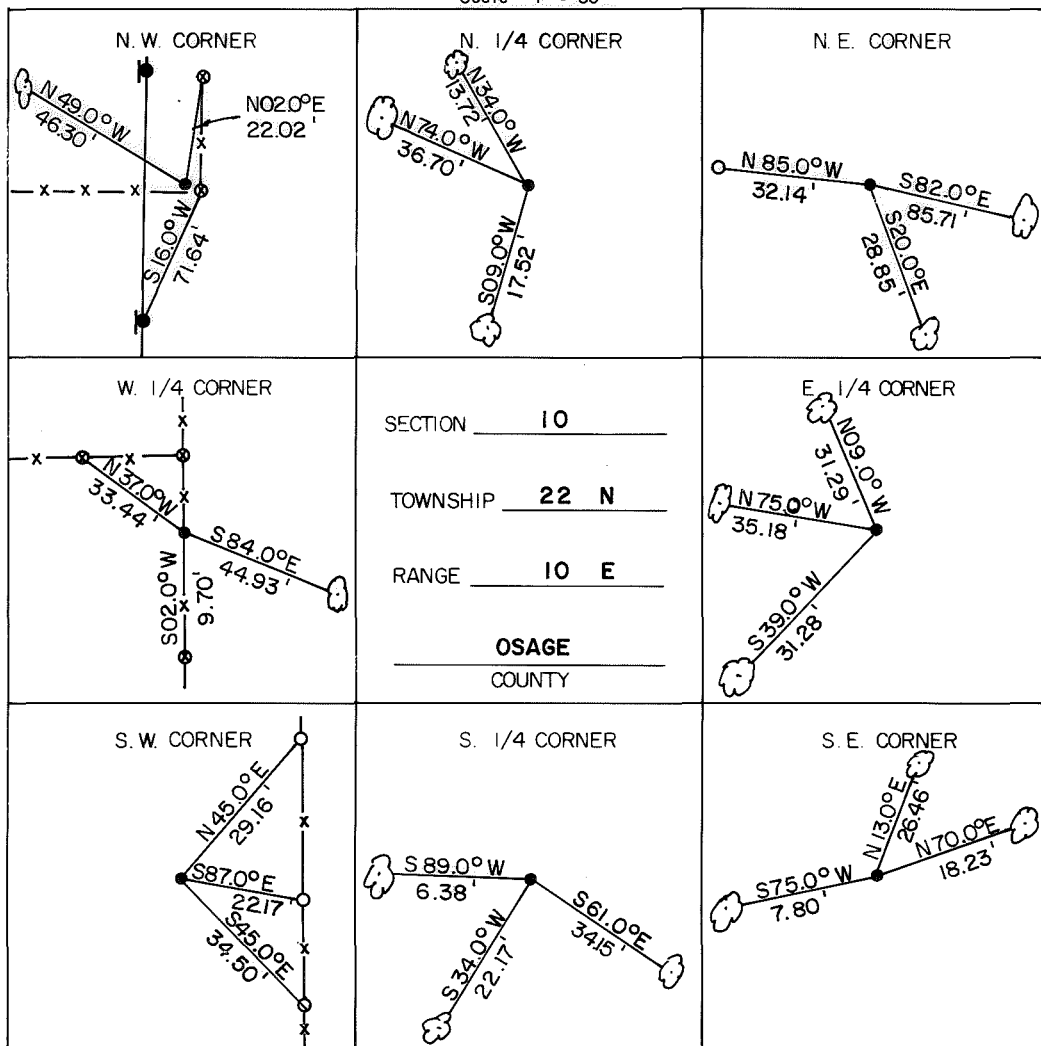 N.W. CORNER
N49.0°W
46.30'
N02.0°E
22.02'
S16.0°W
71.64'
N. 1/4 CORNER
N34.0°W
13.72'
N74.0°W
36.70'
S09.0°W
17.52'
N.E. CORNER
N 85.0°W
32.14'
S82.0°E
85.71'
S20.0°E
28.85'
W. 1/4 CORNER
N37.0°W
33.44'
S84.0°E
44.93'
S02.0°W
9.70'
SECTION 10
TOWNSHIP 22 N
RANGE 10 E
OSAGE
COUNTY
E. 1/4 CORNER
N09.0°W
31.29'
N 75.0°W
35.18'
S39.0°W
31.28'
S.W. CORNER
N45.0°E
29.16'
S87.0°E
22.17'
S45.0°E
34.50'
S. 1/4 CORNER
S 89.0°W
6.38'
S61.0°E
34.15'
S34.0°W
22.17'
S.E. CORNER
N13.0°E
26.46'
N70.0°E
18.23'
S75.0°W
7.80'